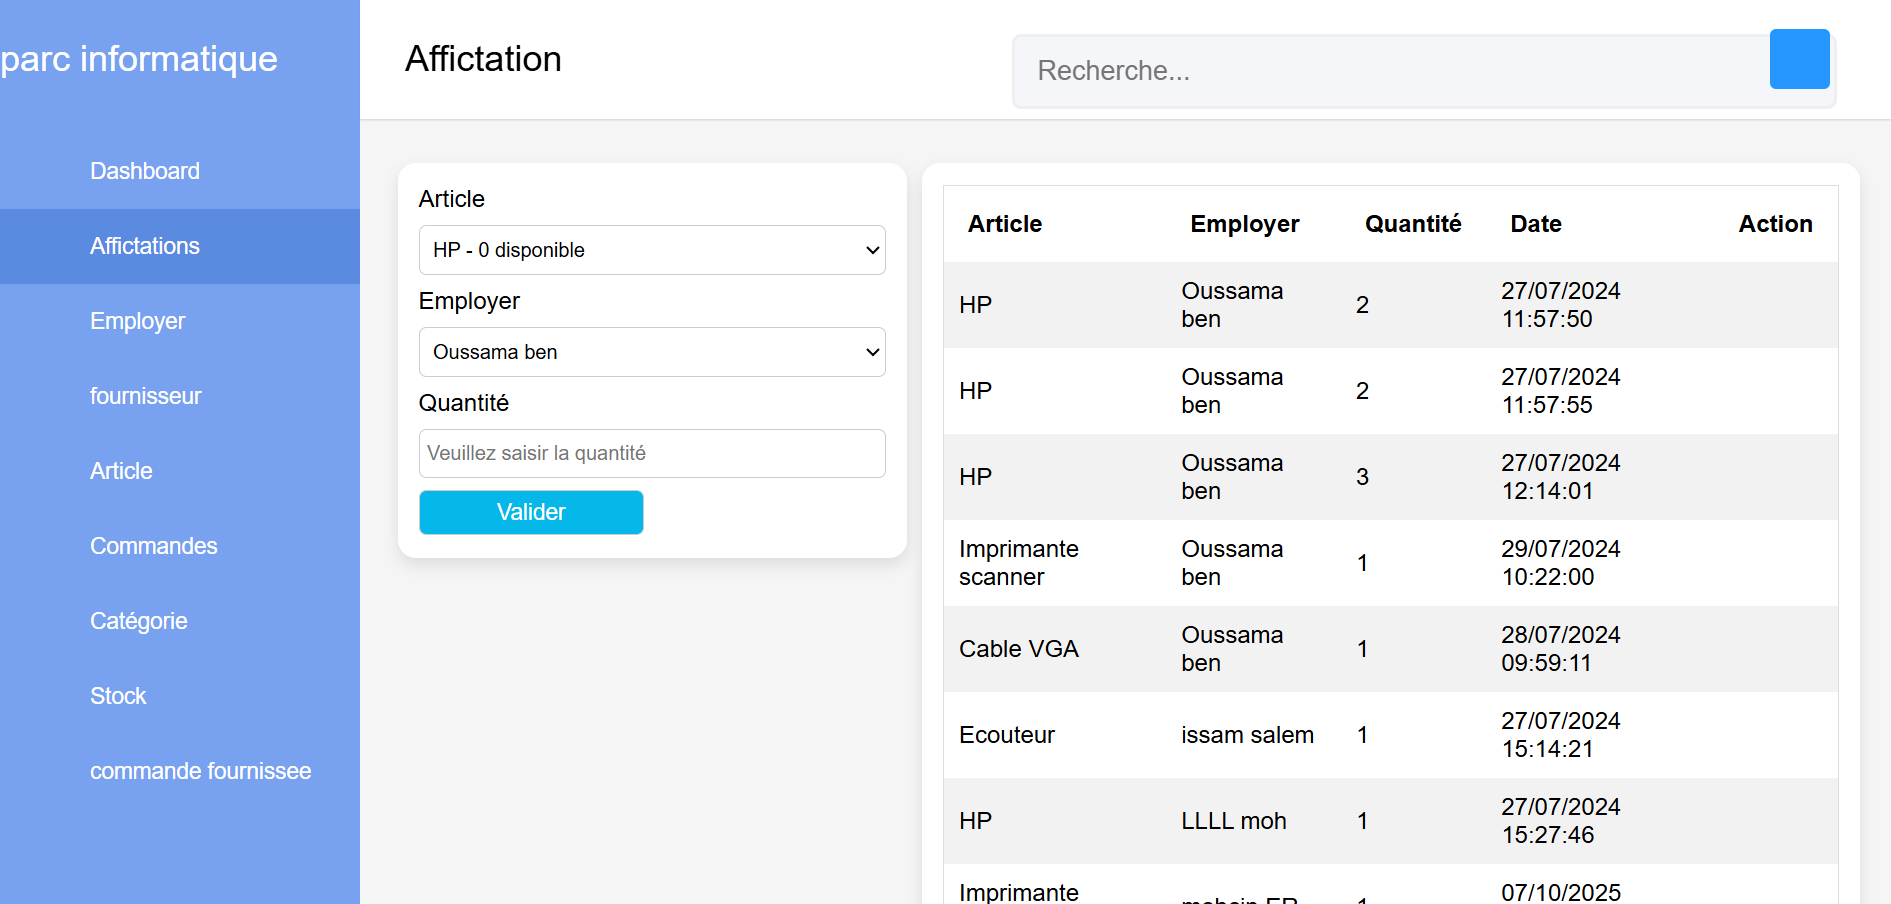 parc informatique
Dashboard
Affictations
Employer
fournisseur
Article
Commandes
Catégorie
Stock
commande fournissee
Affictation
Recherche...
Article
HP - 0 disponible
Employer
Oussama ben
Quantité
Veuillez saisir la quantité
Valider
Article Employer Quantité Date Action
HP Oussama ben 2 27/07/2024 11:57:50
HP Oussama ben 2 27/07/2024 11:57:55
HP Oussama ben 3 27/07/2024 12:14:01
Imprimante scanner Oussama ben 1 29/07/2024 10:22:00
Cable VGA Oussama ben 1 28/07/2024 09:59:11
Ecouteur issam salem 1 27/07/2024 15:14:21
HP LLLL moh 1 27/07/2024 15:27:46
Imprimante 1 07/10/2025